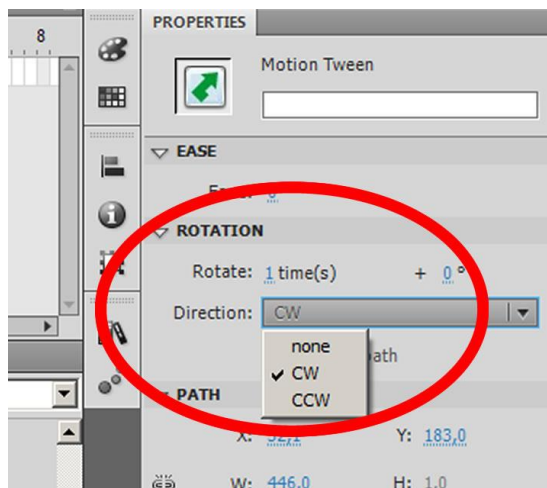 PROPERTIES
8
Motion Tween
EASE
ROTATION
Rotate: 1 time(s) + 0 °
Direction: CW
none
CW
CCW
PATH
X: Y: 183,0
W: 446,0 H: 1,0